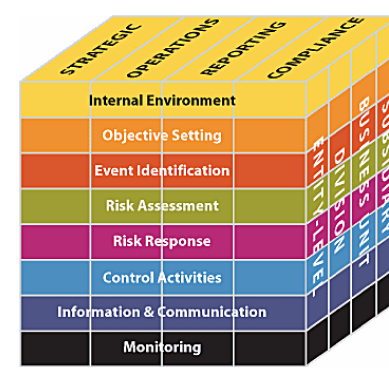 STRATEGIC
OPERATIONS
REPORTING
COMPLIANCE
Internal Environment
Objective Setting
Event Identification
Risk Assessment
Risk Response
Control Activities
Information & Communication
Monitoring
ENTITY-LEVEL
DIVISION
BUSINESS UNIT
SUBSIDIARY